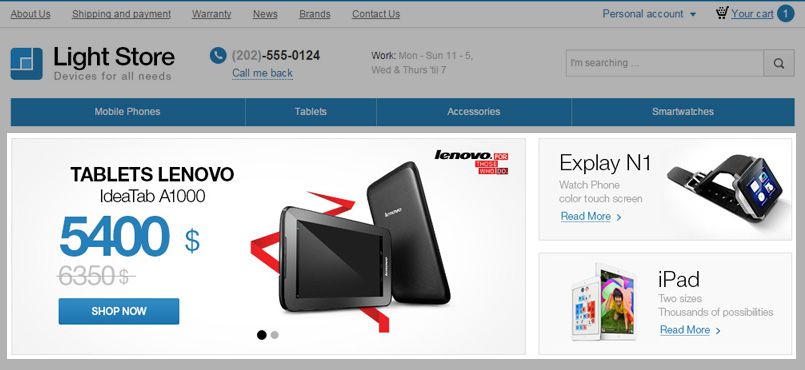 About Us Shipping and payment Warranty News Brands Contact Us Personal account Your cart 1
Light Store
Devices for all needs
(202)-555-0124
Call me back
Work: Mon - Sun 11 - 5,
Wed & Thurs 'til 7
I'm searching ...
Mobile Phones Tablets Accessories Smartwatches
TABLETS LENOVO
IdeaTab A1000
5400 $
6350 $
SHOP NOW
lenovo FOR
THOSE
WHO DO.
lenovo
lenovo
Explay N1
Watch Phone
color touch screen
Read More
iPad
Two sizes
Thousands of possibilities
Read More